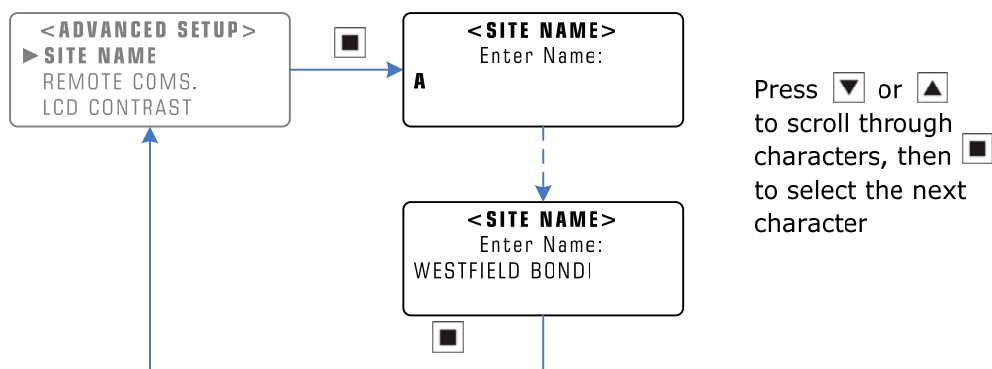 <ADVANCED SETUP>
▶SITE NAME
REMOTE COMS.
LCD CONTRAST
<SITE NAME>
Enter Name:
A
<SITE NAME>
Enter Name:
WESTFIELD BONDI
Press ▼ or ▲
to scroll through
characters, then ■
to select the next
character